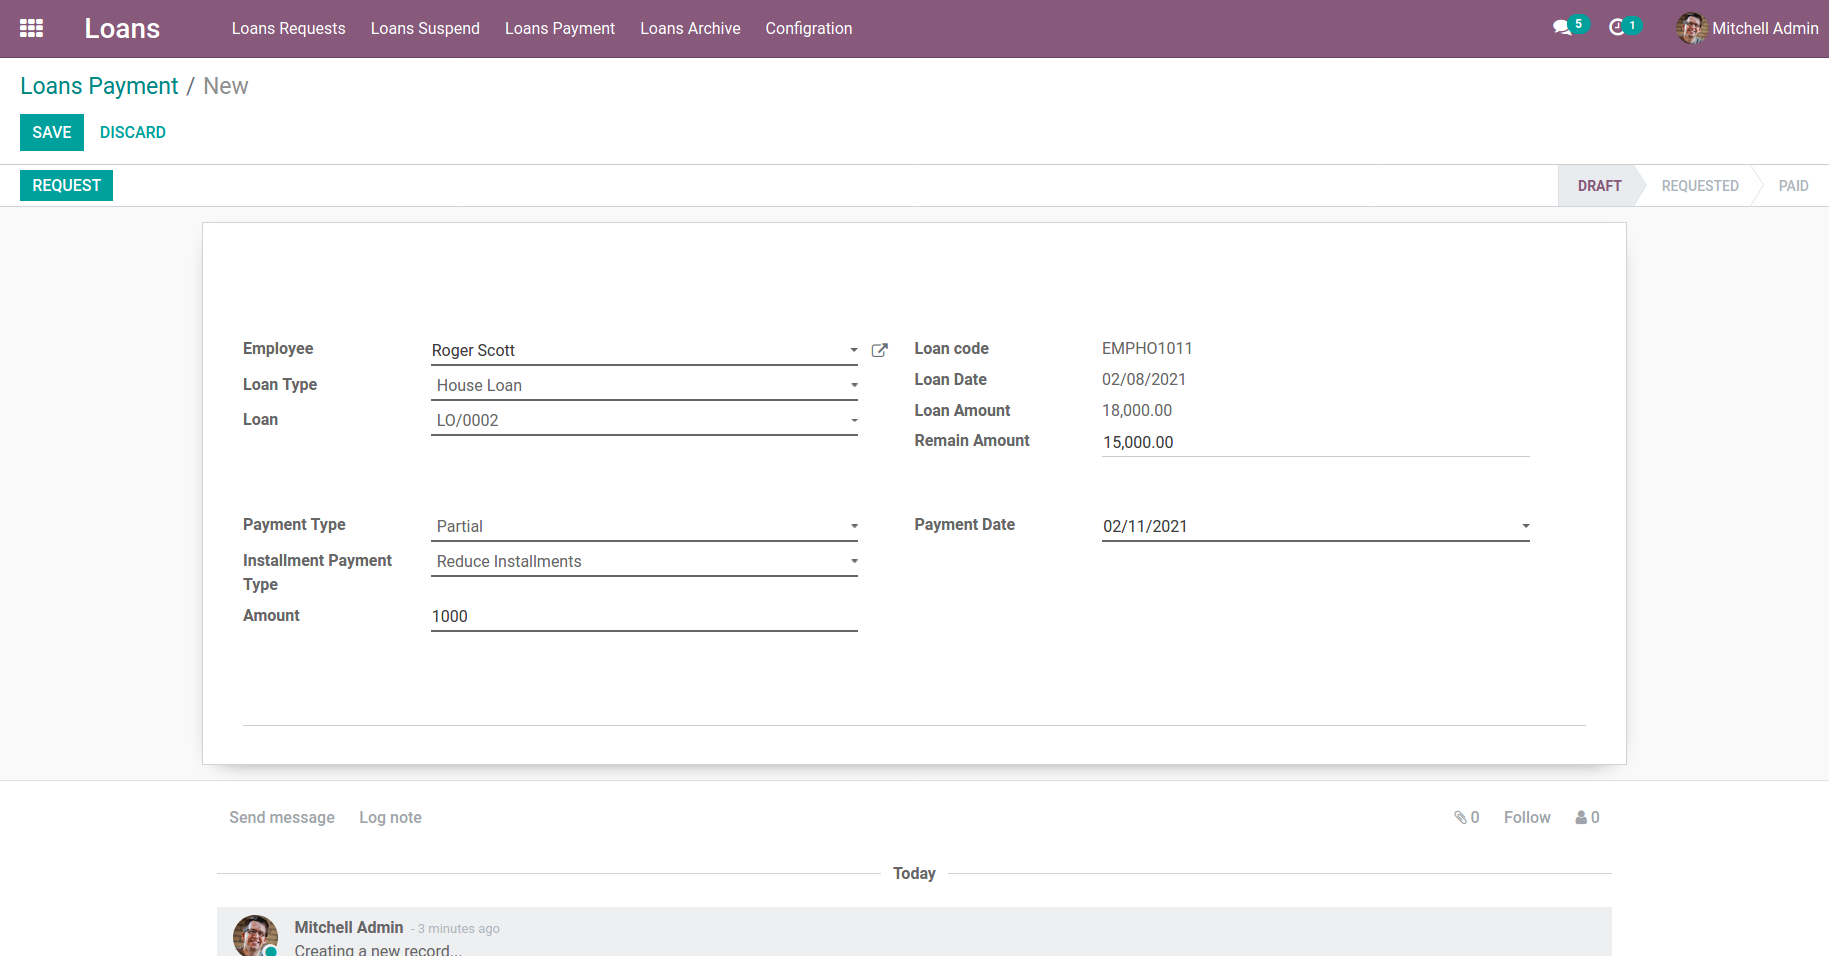 Loans Loans Requests Loans Suspend Loans Payment Loans Archive Configration 5 1 Mitchell Admin
Loans Payment / New
SAVE DISCARD
REQUEST DRAFT REQUESTED PAID
Employee Roger Scott Loan code EMPHO1011
Loan Type House Loan Loan Date 02/08/2021
Loan LO/0002 Loan Amount 18,000.00
Remain Amount 15,000.00
Payment Type Partial Payment Date 02/11/2021
Installment Payment Type Reduce Installments
Amount 1000
Send message Log note 0 Follow 0
Today
Mitchell Admin - 3 minutes ago
Creating a new record...